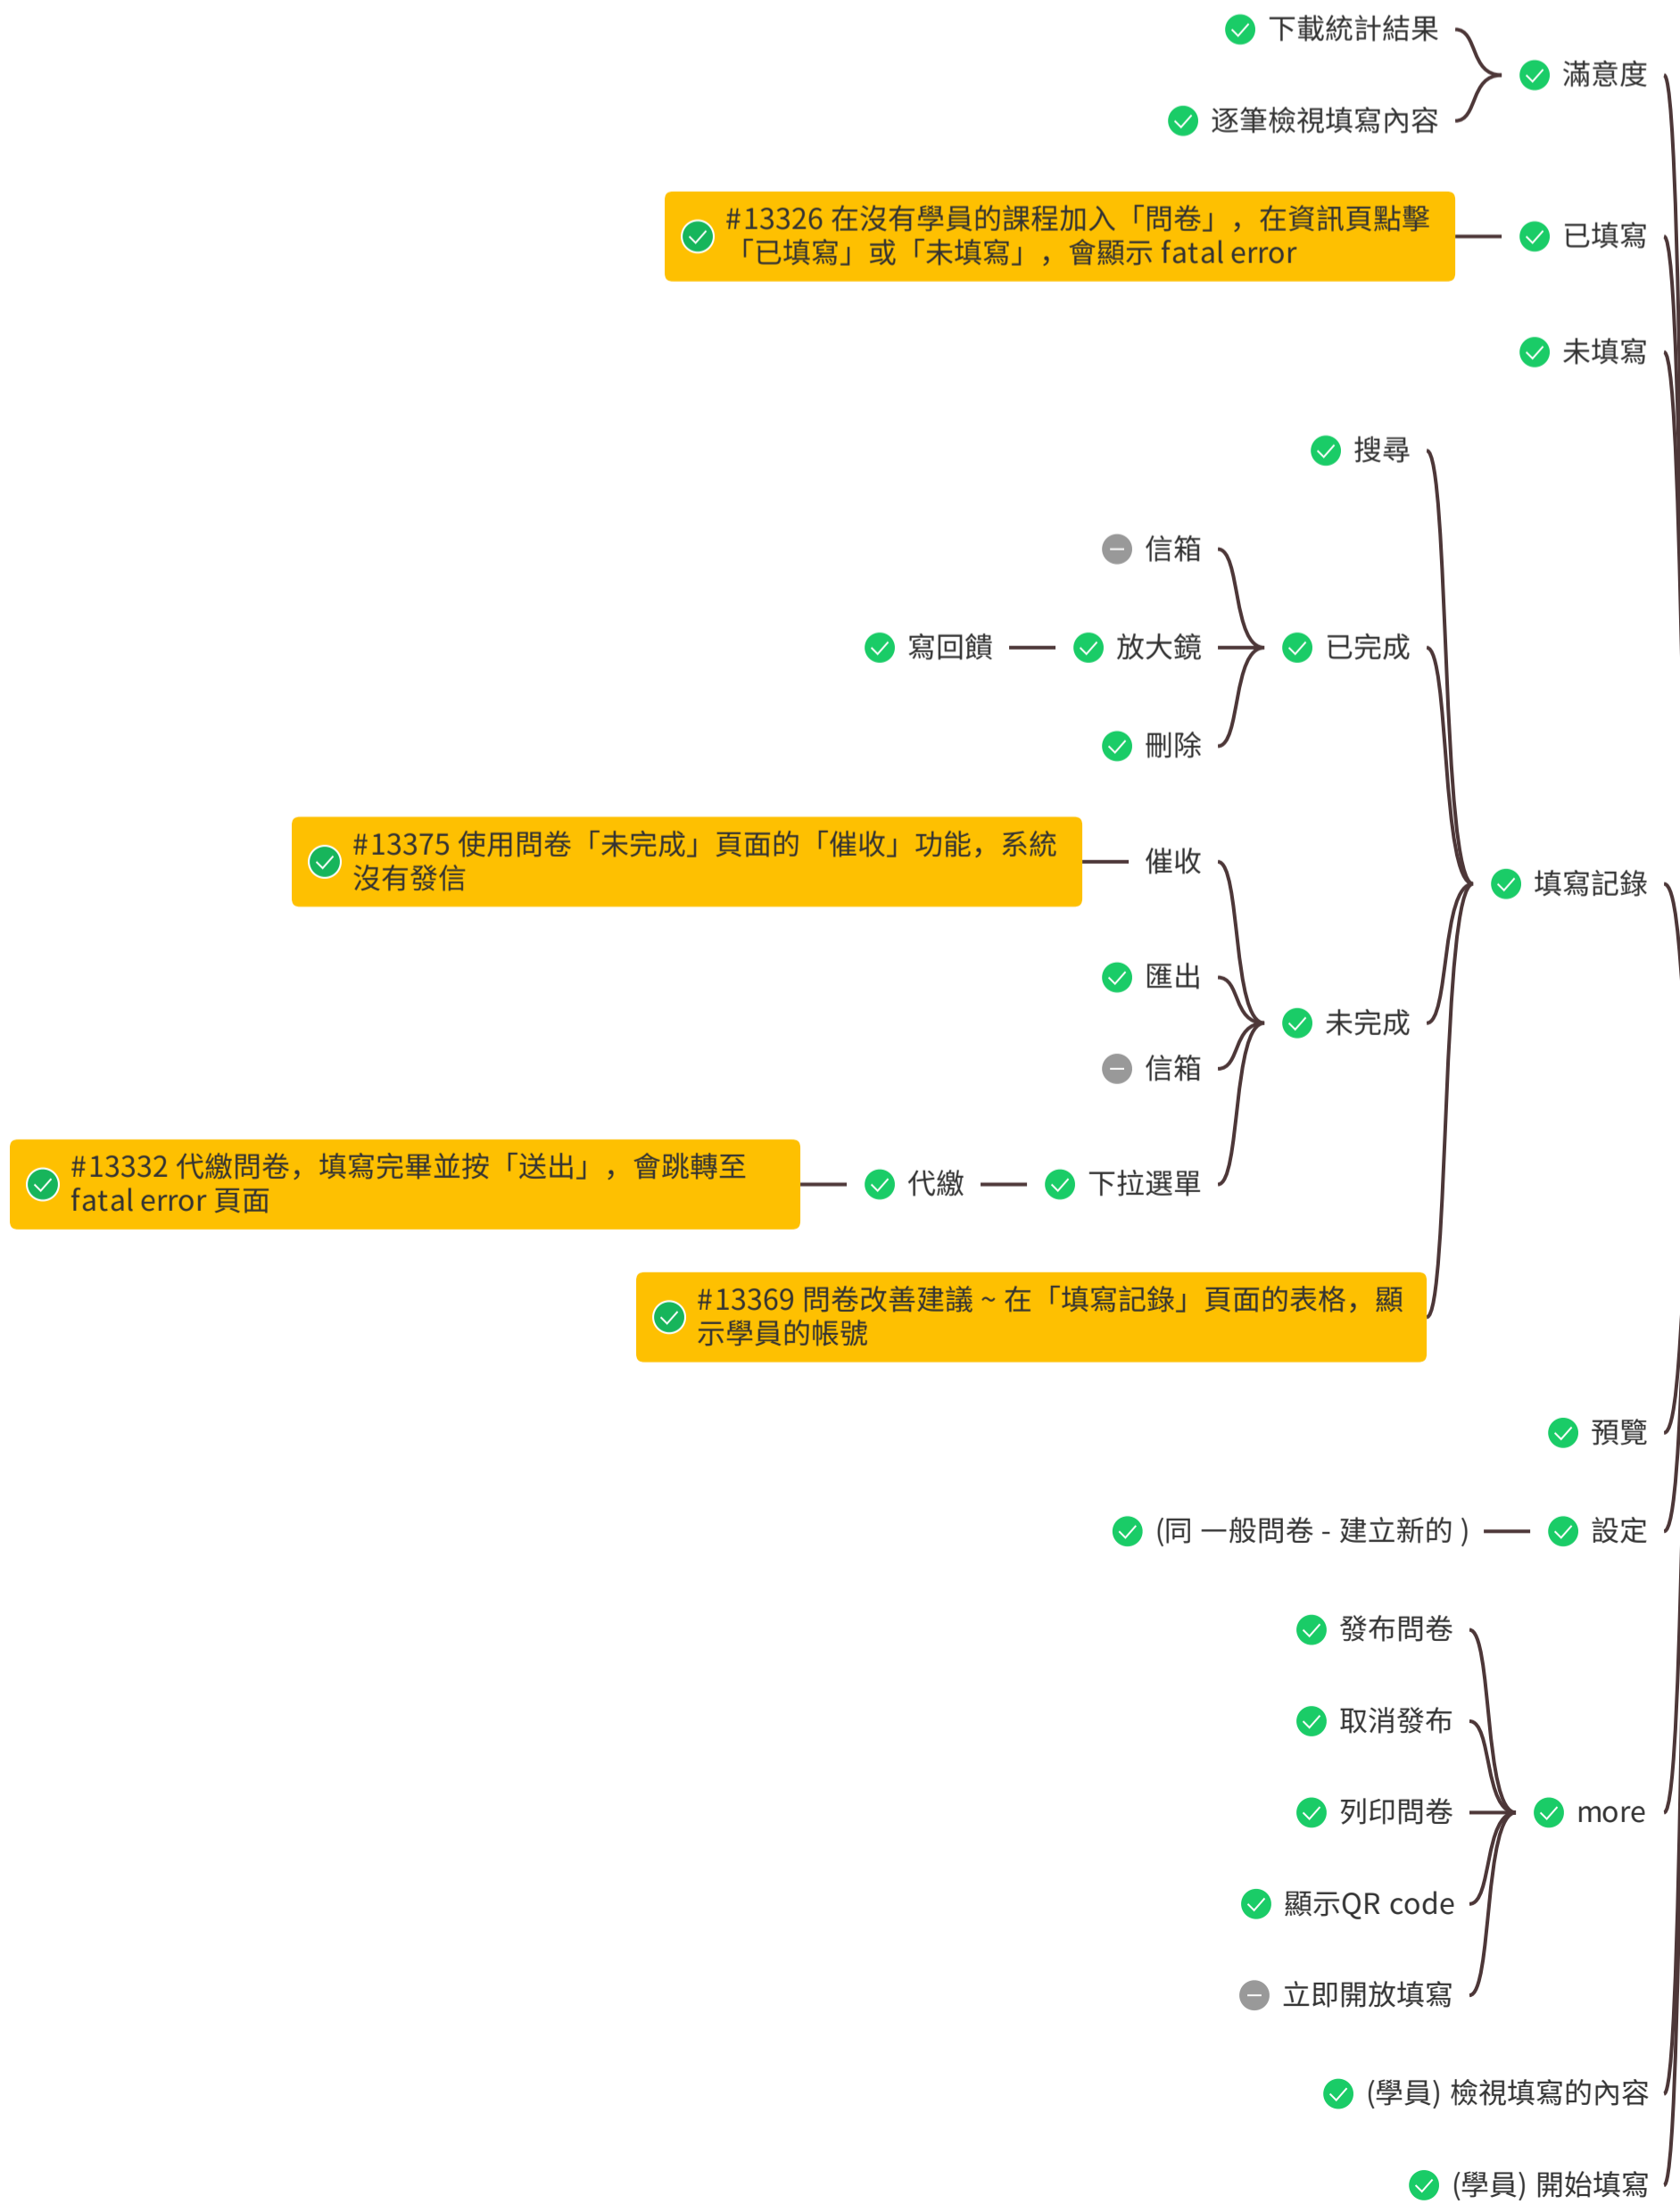 下載統計結果
滿意度
逐筆檢視填寫內容
#13326 在沒有學員的課程加入「問卷」，在資訊頁點擊
「已填寫」或「未填寫」，會顯示 fatal error
已填寫
未填寫
搜尋
信箱
寫回饋
放大鏡
已完成
刪除
#13375 使用問卷「未完成」頁面的「催收」功能，系統
沒有發信
催收
填寫記錄
匯出
未完成
信箱
#13332 代繳問卷，填寫完畢並按「送出」，會跳轉至
fatal error 頁面
代繳
下拉選單
#13369 問卷改善建議 ~ 在「填寫記錄」頁面的表格，顯
示學員的帳號
預覽
(同 一般問卷 - 建立新的 )
設定
發布問卷
取消發布
列印問卷
more
顯示QR code
立即開放填寫
(學員) 檢視填寫的內容
(學員) 開始填寫